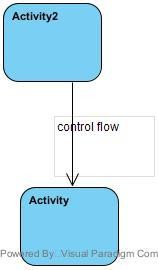 Activity2
control flow
Activity
Powered By Visual Paradigm Com